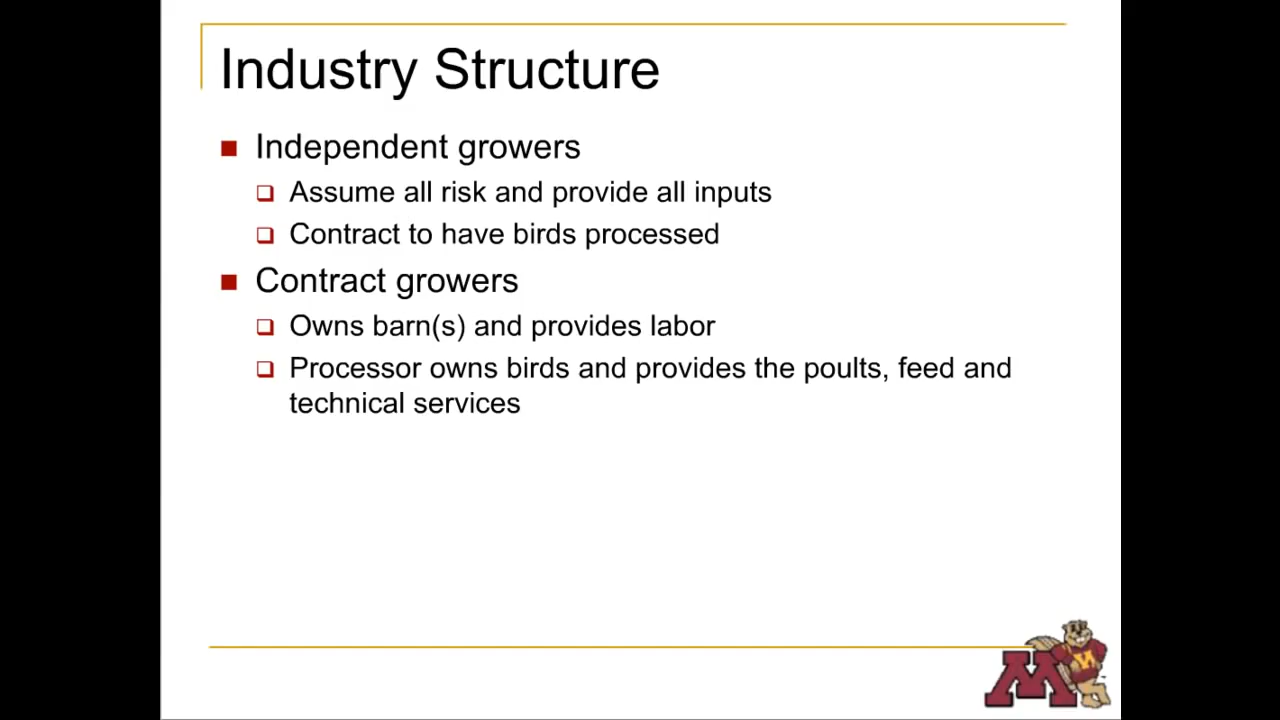 Industry Structure
Independent growers
Assume all risk and provide all inputs
Contract to have birds processed
Contract growers
Owns barn(s) and provides labor
Processor owns birds and provides the poults, feed and
technical services
M